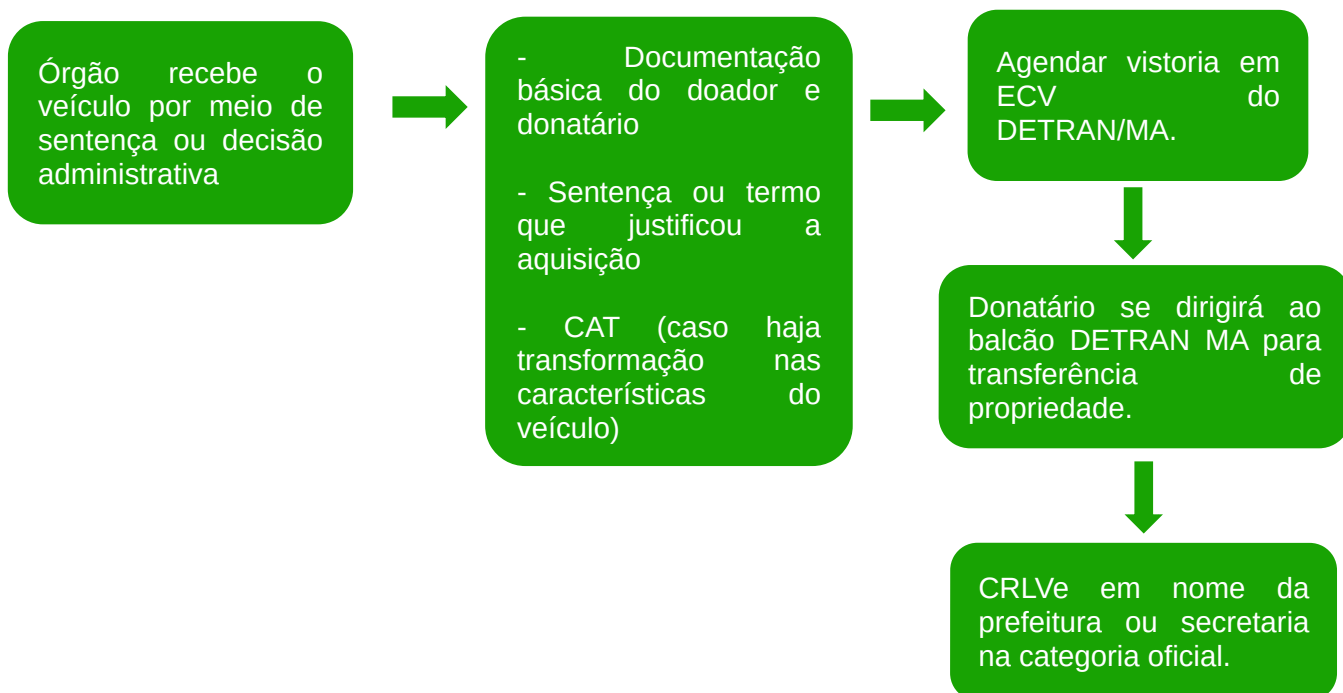 Órgão recebe o
veículo por meio de
sentença ou decisão
administrativa
- Documentação
básica do doador e
donatário
- Sentença ou termo
que justificou a
aquisição
- CAT (caso haja
transformação nas
características do
veículo)
Agendar vistoria em
ECV do
DETRAN/MA.
Donatário se dirigirá ao
balcão DETRAN MA para
transferência de
propriedade.
CRLVe em nome da
prefeitura ou secretaria
na categoria oficial.